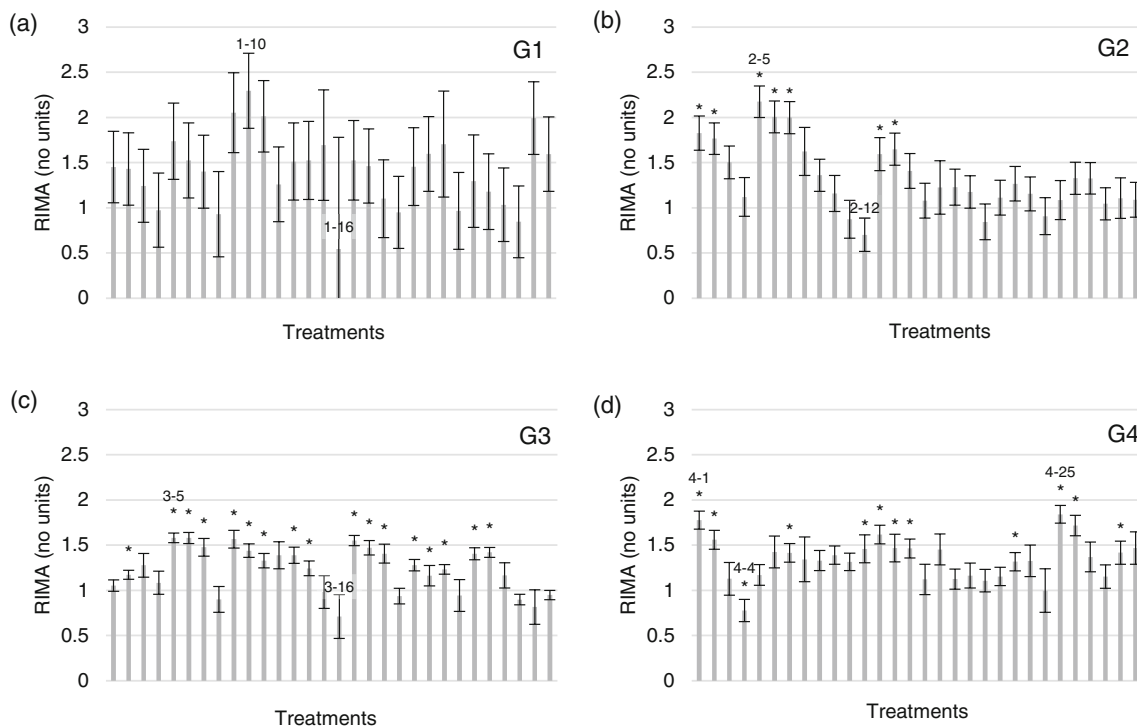 (a)
G1
RIMA (no units)
3
2.5
2
1.5
1
0.5
0
1-10
1-16
Treatments
(b)
G2
RIMA (no units)
3
2.5
2
1.5
1
0.5
0
2-5
* * * * * * *
2-12
Treatments
(c)
G3
RIMA (no units)
3
2.5
2
1.5
1
0.5
0
3-5
* * * * * * * * * * * * * * * * *
3-16
Treatments
(d)
G4
RIMA (no units)
3
2.5
2
1.5
1
0.5
0
4-1
4-4
4-25
* * * * * * * * * * * *
Treatments